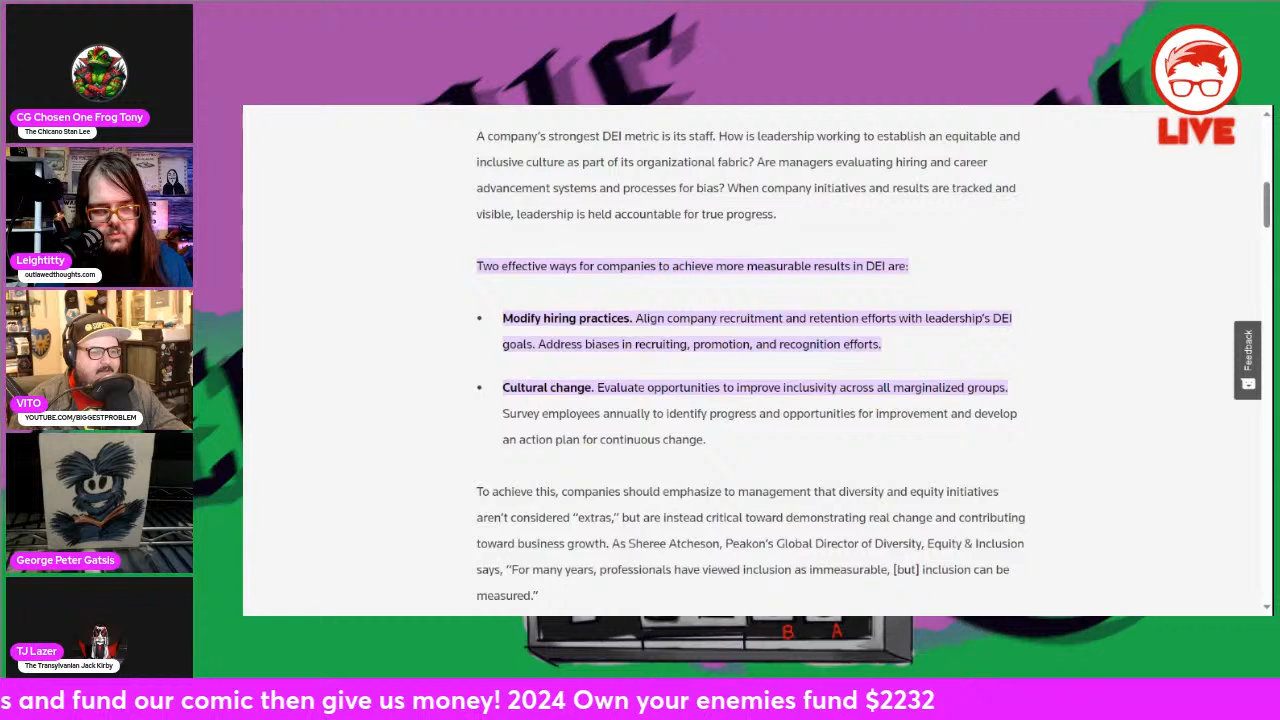 CG Chosen One Frog Tony
The Chicano Stan Lee
Leightitty
outlawedthoughts.com
VITO
YOUTUBE.COM/BIGGESTPROBLEM
George Peter Gatsis
TJ Lazer
The Transylvanian Jack Kirby
LIVE
A company's strongest DEI metric is its staff. How is leadership working to establish an equitable and
inclusive culture as part of its organizational fabric? Are managers evaluating hiring and career
advancement systems and processes for bias? When company initiatives and results are tracked and
visible, leadership is held accountable for true progress.
Two effective ways for companies to achieve more measurable results in DEI are:
• Modify hiring practices. Align company recruitment and retention efforts with leadership's DEI
goals. Address biases in recruiting, promotion, and recognition efforts.
• Cultural change. Evaluate opportunities to improve inclusivity across all marginalized groups.
Survey employees annually to identify progress and opportunities for improvement and develop
an action plan for continuous change.
To achieve this, companies should emphasize to management that diversity and equity initiatives
aren't considered "extras," but are instead critical toward demonstrating real change and contributing
toward business growth. As Sheree Atcheson, Peakon's Global Director of Diversity, Equity & Inclusion
says, "For many years, professionals have viewed inclusion as immeasurable, [but] inclusion can be
measured."
Feedback
B A
s and fund our comic then give us money! 2024 Own your enemies fund $2232